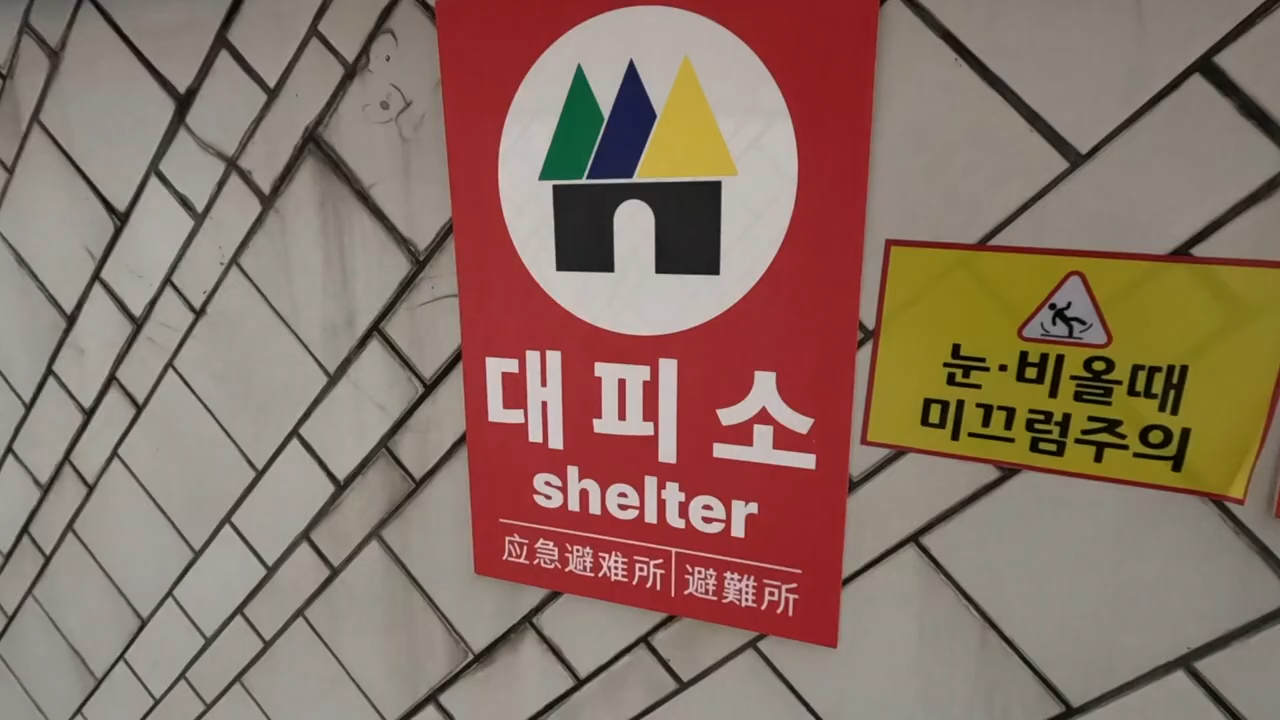 대피소
shelter
应急避难所 避難所
눈·비올때
미끄럼주의